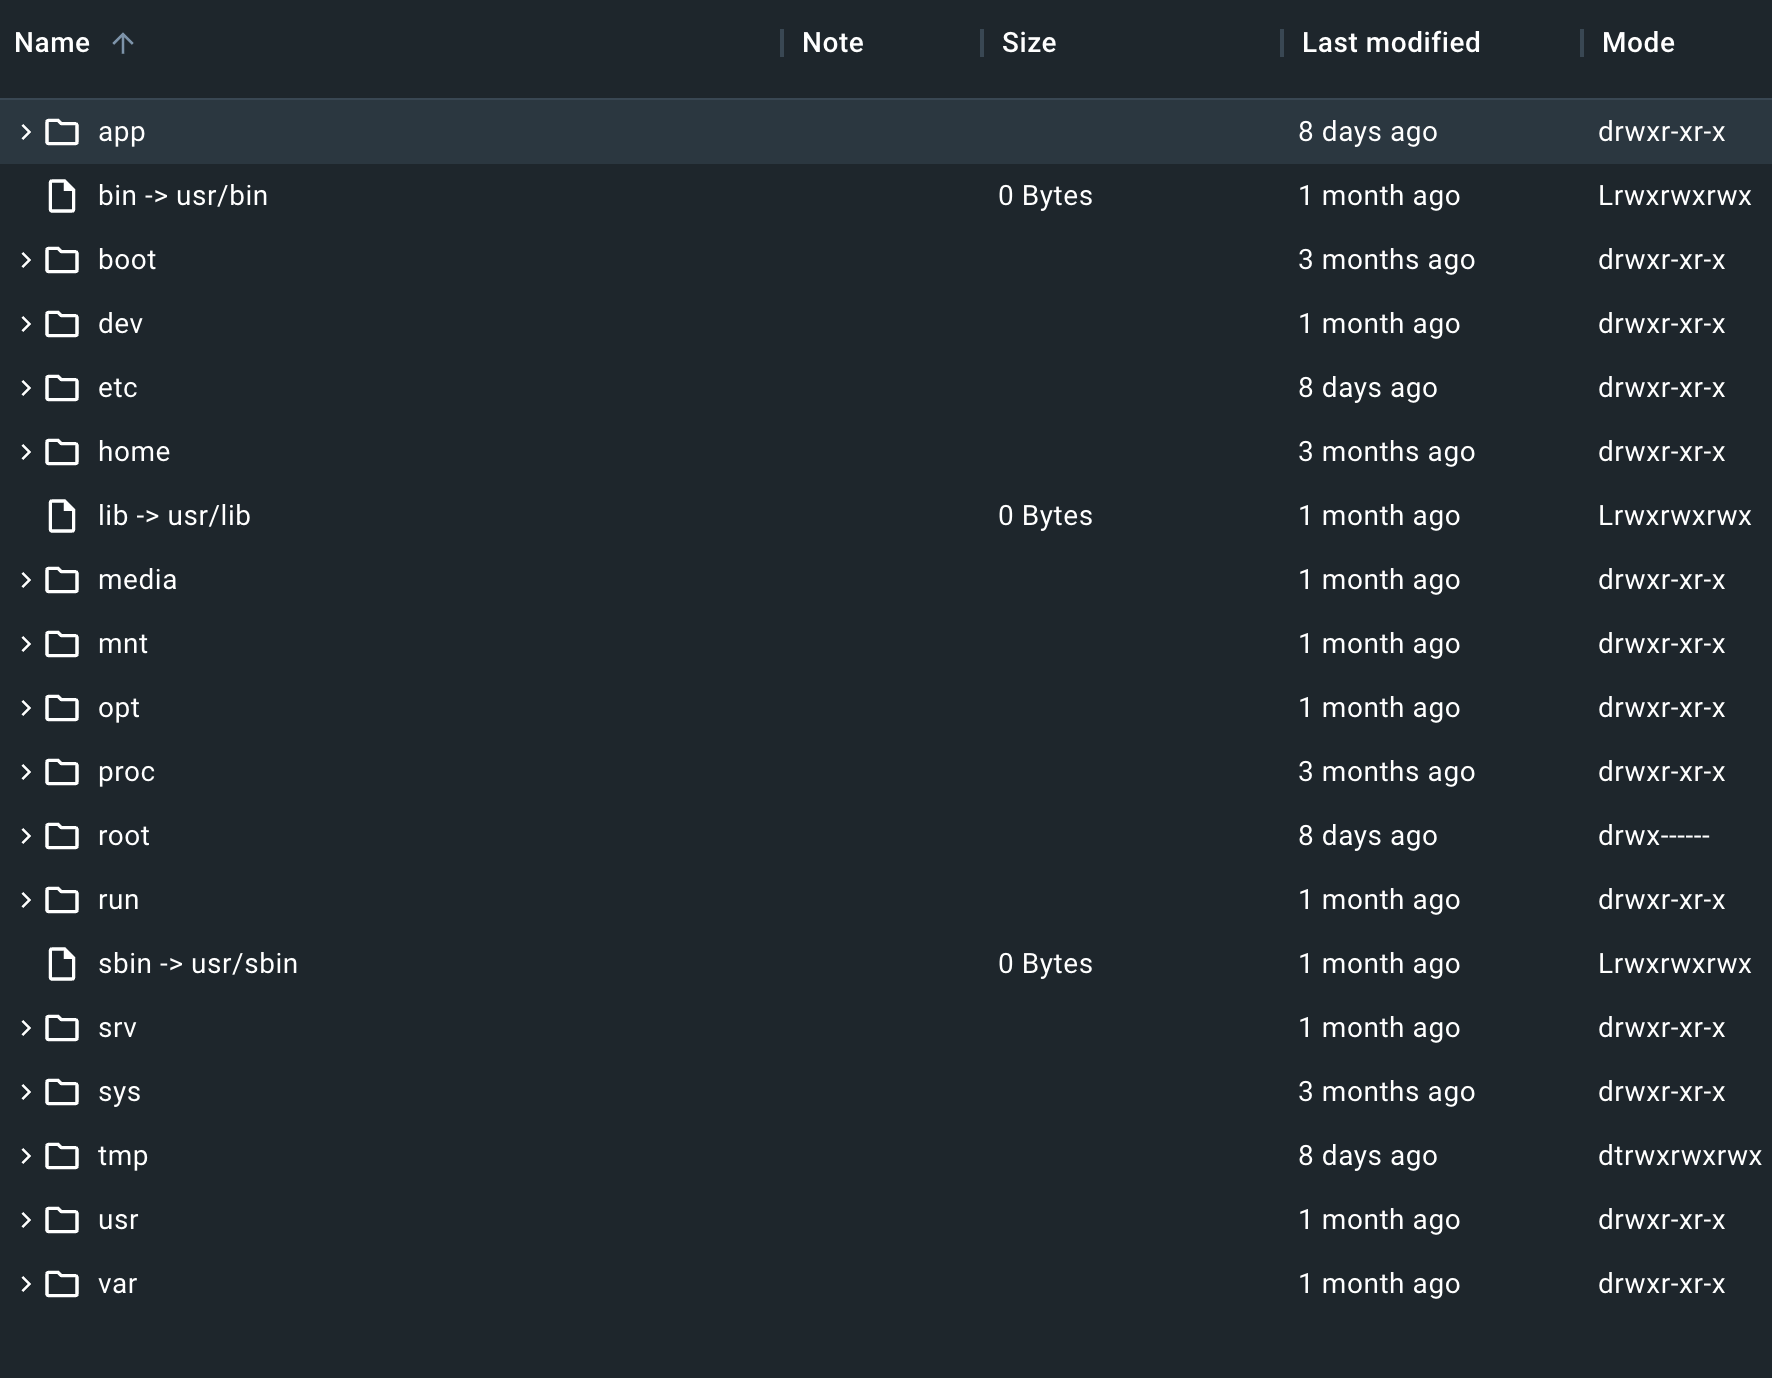 Name Note Size Last modified Mode
app 8 days ago drwxr-xr-x
bin -> usr/bin 0 Bytes 1 month ago Lrwxrwxrwx
boot 3 months ago drwxr-xr-x
dev 1 month ago drwxr-xr-x
etc 8 days ago drwxr-xr-x
home 3 months ago drwxr-xr-x
lib -> usr/lib 0 Bytes 1 month ago Lrwxrwxrwx
media 1 month ago drwxr-xr-x
mnt 1 month ago drwxr-xr-x
opt 1 month ago drwxr-xr-x
proc 3 months ago drwxr-xr-x
root 8 days ago drwx------
run 1 month ago drwxr-xr-x
sbin -> usr/sbin 0 Bytes 1 month ago Lrwxrwxrwx
srv 1 month ago drwxr-xr-x
sys 3 months ago drwxr-xr-x
tmp 8 days ago dtrwxrwxrwx
usr 1 month ago drwxr-xr-x
var 1 month ago drwxr-xr-x